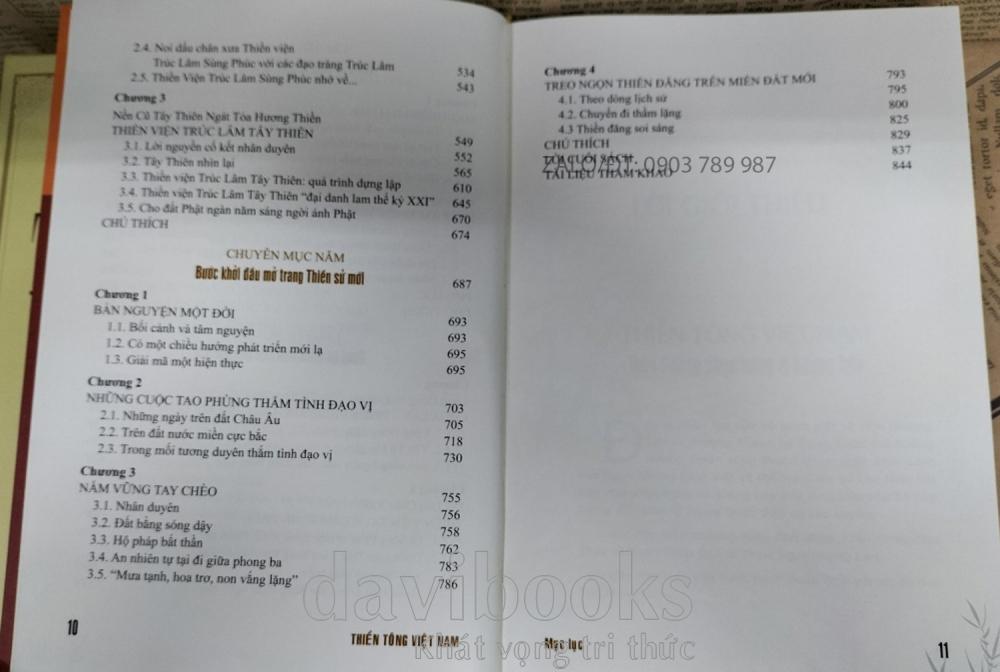 2.4. Noi dấu chân xưa Thiền viện
Trúc Lâm Sùng Phúc với các đạo tràng Trúc Lâm 534
2.5. Thiền Viện Trúc Lâm Sùng Phúc nhớ về... 543
Chương 3
Nền Cũ Tây Thiên Ngát Tỏa Hương Thiền
THIỀN VIỆN TRÚC LÂM TÂY THIÊN 549
3.1. Lời nguyền cố kết nhân duyên 552
3.2. Tây Thiên nhìn lại 565
3.3. Thiền viện Trúc Lâm Tây Thiên: quá trình dựng lập 610
3.4. Thiền viện Trúc Lâm Tây Thiên "đại danh lam thế kỷ XXI" 645
3.5. Cho đất Phật ngàn năm sáng ngời ánh Phật 670
CHÚ THÍCH 674
CHUYÊN MỤC NĂM
Bước khởi đầu mở trang Thiền sử mới 687
Chương 1
BẢN NGUYỆN MỘT ĐỜI 693
1.1. Bối cảnh và tâm nguyện 693
1.2. Có một chiều hướng phát triển mới lạ 695
1.3. Giải mã một hiện thực 695
Chương 2
NHỮNG CUỘC TAO PHÙNG THẮM TÌNH ĐẠO VỊ 703
2.1. Những ngày trên đất Châu Âu 705
2.2. Trên đất nước miền cực bắc 718
2.3. Trong mối tương duyên thắm tình đạo vị 730
Chương 3
NẮM VỮNG TAY CHÈO 755
3.1. Nhân duyên 756
3.2. Đất bằng sóng dậy 758
3.3. Hộ pháp bất thần 762
3.4. An nhiên tự tại đi giữa phong ba 783
3.5. "Mưa tạnh, hoa trơ, non vắng lặng" 786
10 THIỀN TÔNG VIỆT NAM
Chương 4
TREO NGỌN THIỀN ĐĂNG TRÊN MIỀN ĐẤT MỚI 793
4.1. Theo dòng lịch sử 795
4.2. Chuyến đi thầm lặng 800
4.3 Thiền đăng soi sáng 825
CHÚ THÍCH 829
LỜI CUỐI SÁCH 837
TÀI LIỆU THAM KHẢO 844
ZALO/ĐT: 0903 789 987
Mục lục 11
davibooks
Khát vọng tri thức